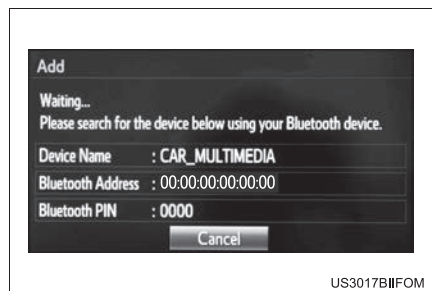 Add
Waiting...
Please search for the device below using your Bluetooth device.
Device Name : CAR_MULTIMEDIA
Bluetooth Address : 00:00:00:00:00:00
Bluetooth PIN : 0000
Cancel
US3017BⅡFOM